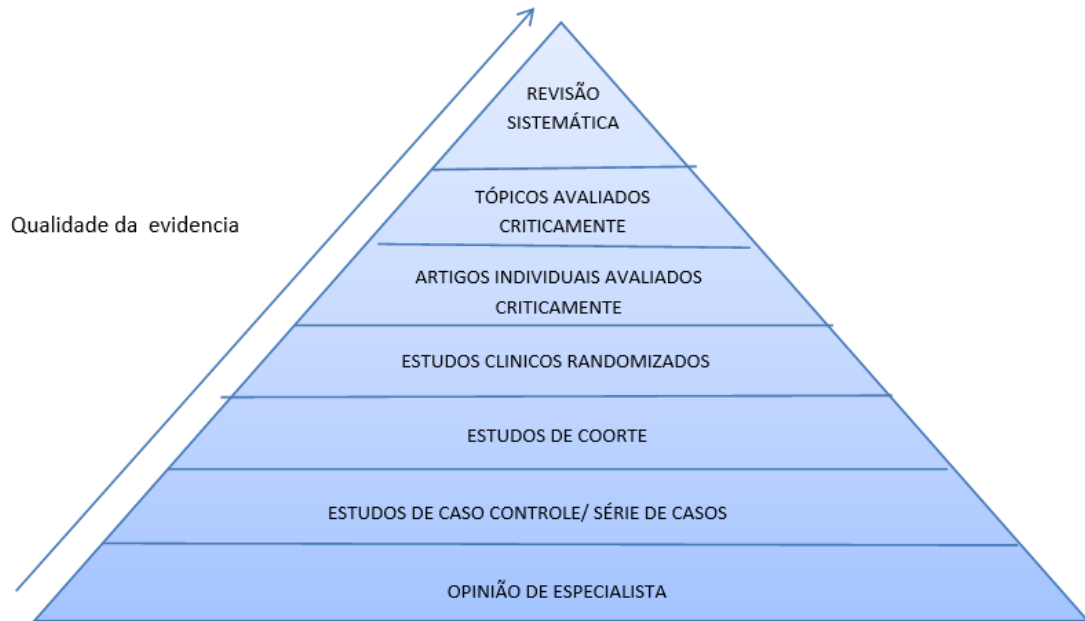 REVISÃO
SISTEMÁTICA
TÓPICOS AVALIADOS
CRITICAMENTE
Qualidade da evidencia
ARTIGOS INDIVIDUAIS AVALIADOS
CRITICAMENTE
ESTUDOS CLINICOS RANDOMIZADOS
ESTUDOS DE COORTE
ESTUDOS DE CASO CONTROLE/ SÉRIE DE CASOS
OPINIÃO DE ESPECIALISTA